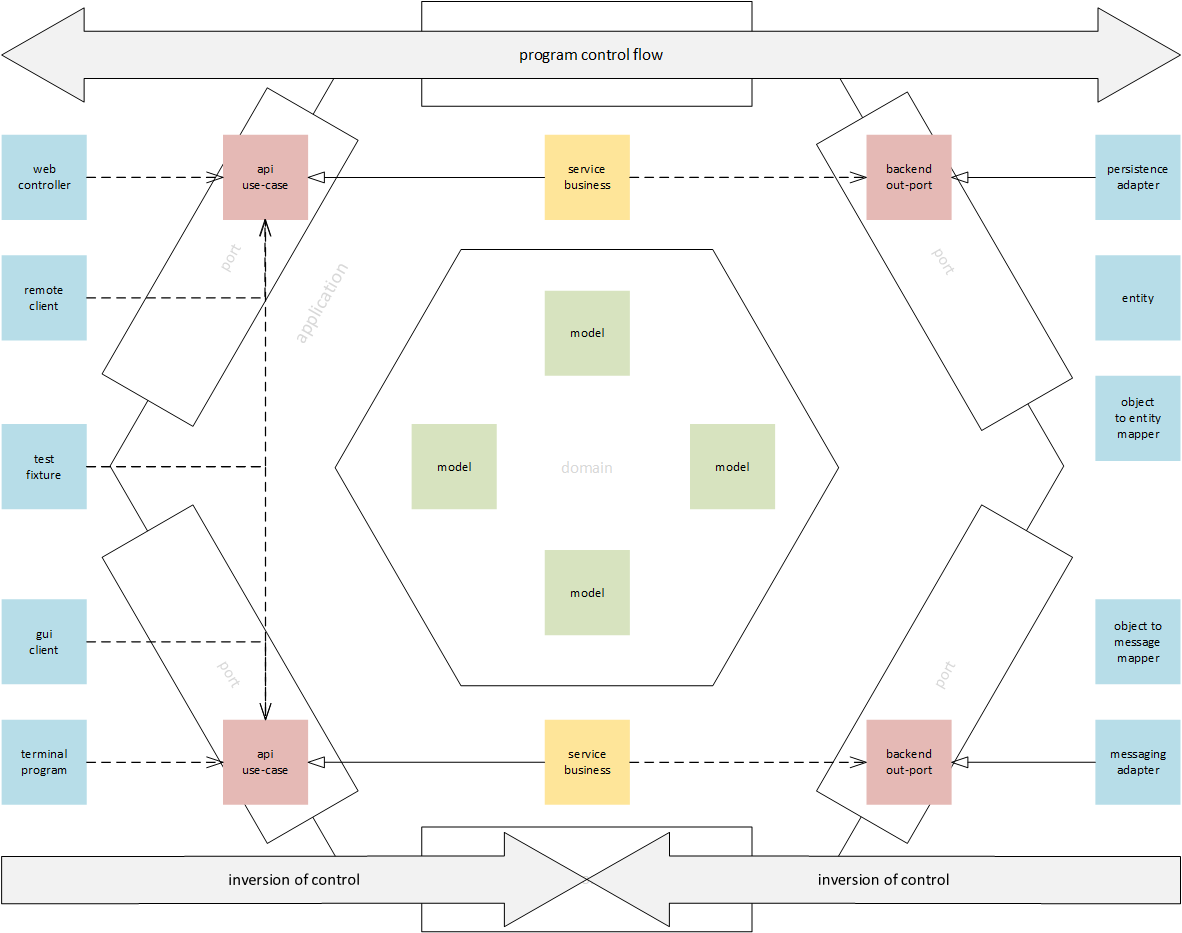 program control flow
web
controller
api
use-case
service
business
backend
out-port
persistence
adapter
port
port
application
remote
client
entity
model
object
to entity
mapper
test
fixture
model
domain
model
model
gui
client
object to
message
mapper
port
port
terminal
program
api
use-case
service
business
backend
out-port
messaging
adapter
inversion of control
inversion of control